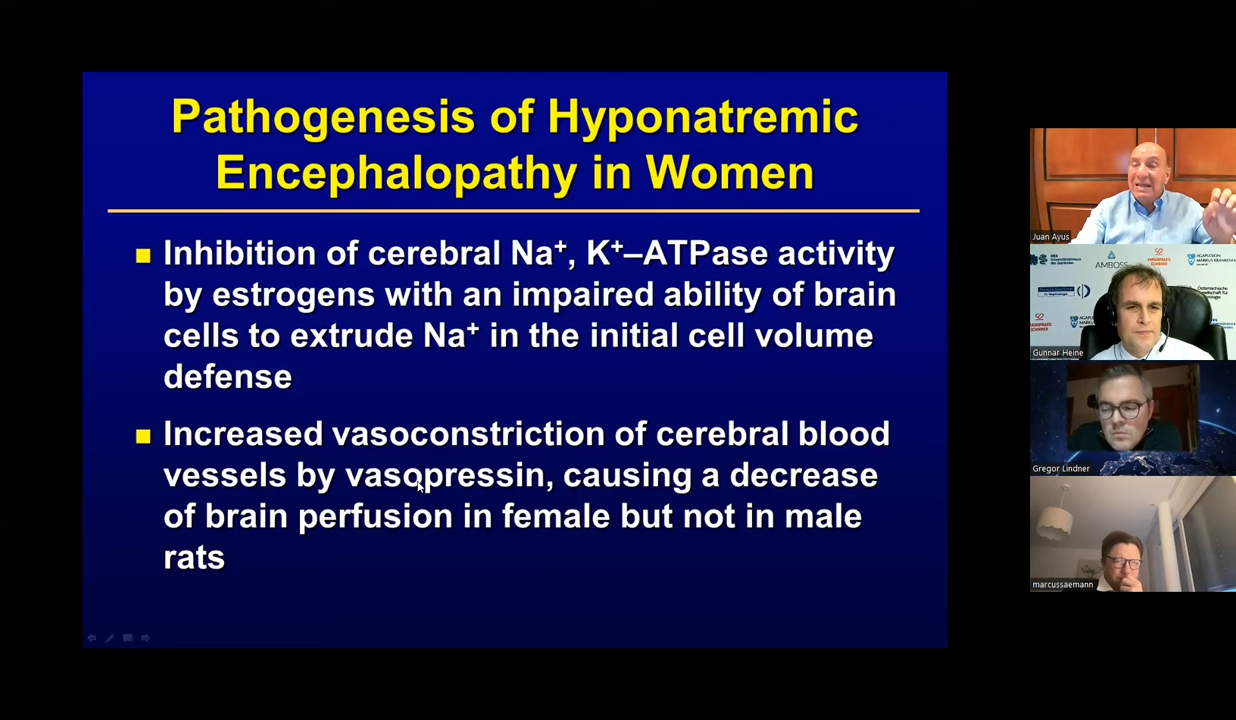 Pathogenesis of Hyponatremic
Encephalopathy in Women
Inhibition of cerebral Na⁺, K⁺–ATPase activity
by estrogens with an impaired ability of brain
cells to extrude Na⁺ in the initial cell volume
defense
Increased vasoconstriction of cerebral blood
vessels by vasopressin, causing a decrease
of brain perfusion in female but not in male
rats
Juan Ayus
AMBOSS
Gunnar Heine
Gregor Lindner
marcussaemann